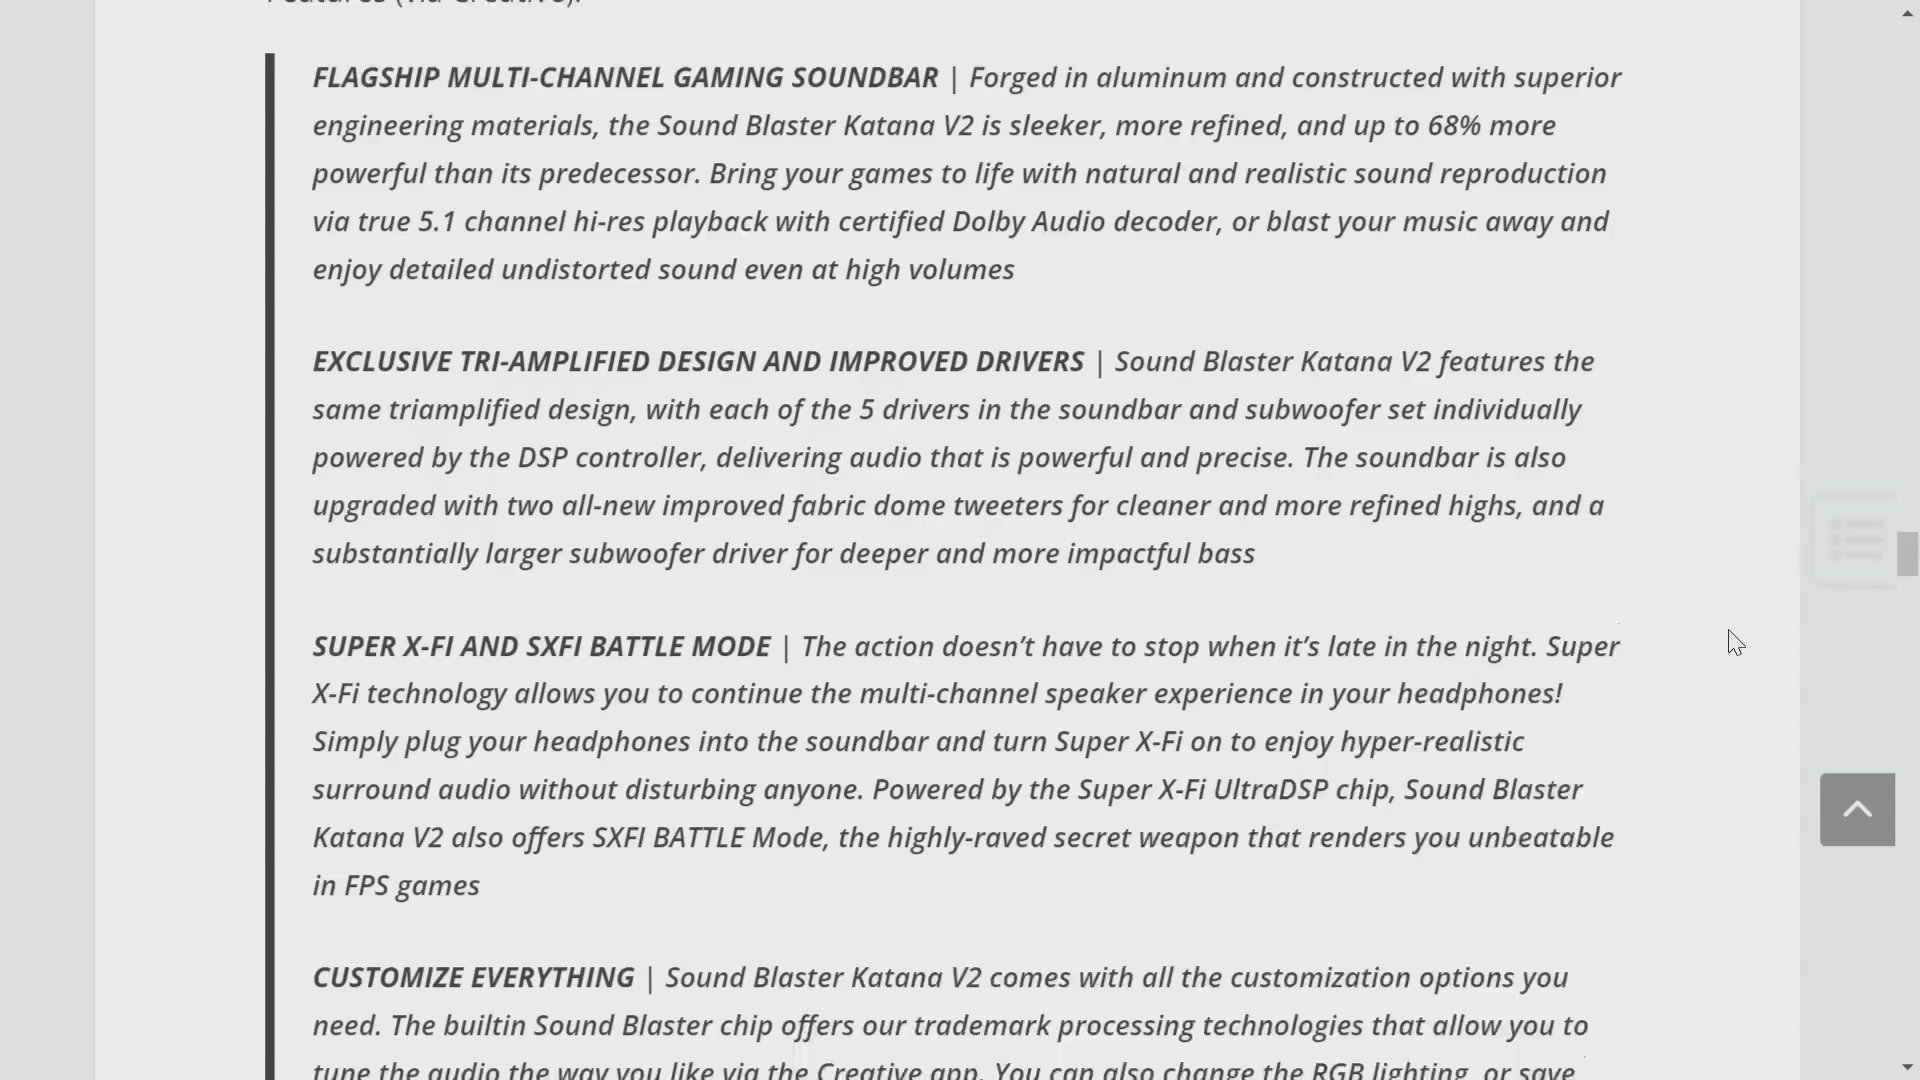 Features (via Creative):
FLAGSHIP MULTI-CHANNEL GAMING SOUNDBAR | Forged in aluminum and constructed with superior
engineering materials, the Sound Blaster Katana V2 is sleeker, more refined, and up to 68% more
powerful than its predecessor. Bring your games to life with natural and realistic sound reproduction
via true 5.1 channel hi-res playback with certified Dolby Audio decoder, or blast your music away and
enjoy detailed undistorted sound even at high volumes
EXCLUSIVE TRI-AMPLIFIED DESIGN AND IMPROVED DRIVERS | Sound Blaster Katana V2 features the
same triamplified design, with each of the 5 drivers in the soundbar and subwoofer set individually
powered by the DSP controller, delivering audio that is powerful and precise. The soundbar is also
upgraded with two all-new improved fabric dome tweeters for cleaner and more refined highs, and a
substantially larger subwoofer driver for deeper and more impactful bass
SUPER X-FI AND SXFI BATTLE MODE | The action doesn’t have to stop when it’s late in the night. Super
X-Fi technology allows you to continue the multi-channel speaker experience in your headphones!
Simply plug your headphones into the soundbar and turn Super X-Fi on to enjoy hyper-realistic
surround audio without disturbing anyone. Powered by the Super X-Fi UltraDSP chip, Sound Blaster
Katana V2 also offers SXFI BATTLE Mode, the highly-raved secret weapon that renders you unbeatable
in FPS games
CUSTOMIZE EVERYTHING | Sound Blaster Katana V2 comes with all the customization options you
need. The builtin Sound Blaster chip offers our trademark processing technologies that allow you to
tune the audio the way you like via the Creative app. You can also change the RGB lighting, or save